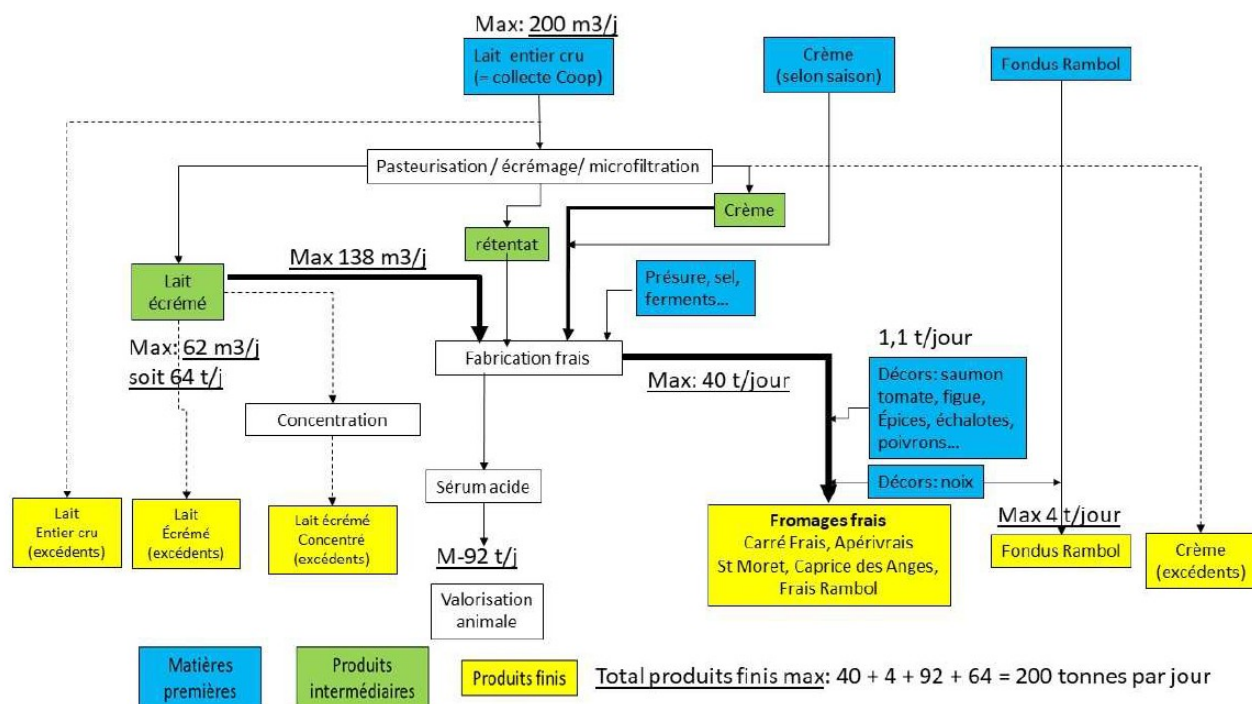 Max: 200 m3/j
Lait entier cru
(= collecte Coop)
Crème
(selon saison)
Fondus Rambol
Pasteurisation / écrémage/ microfiltration
Crème
rétentat
Max 138 m3/j
Lait
écrémé
Présure, sel,
ferments...
Max: 62 m3/j
soit 64 t/j
Fabrication frais
Max: 40 t/jour
1,1 t/jour
Décors: saumon
tomate, figue,
Épices, échalotes,
poivrons...
Concentration
Sérum acide
Décors: noix
Max 4 t/jour
Lait
Entier cru
(excédents)
Lait
Écrémé
(excédents)
Lait écrémé
Concentré
(excédents)
M-92 t/j
Fromages frais
Carré Frais, Apérivrais
St Moret, Caprice des Anges,
Frais Rambol
Fondus Rambol
Crème
(excédents)
Valorisation
animale
Matières
premières
Produits
intermédiaires
Produits finis
Total produits finis max: 40 + 4 + 92 + 64 = 200 tonnes par jour